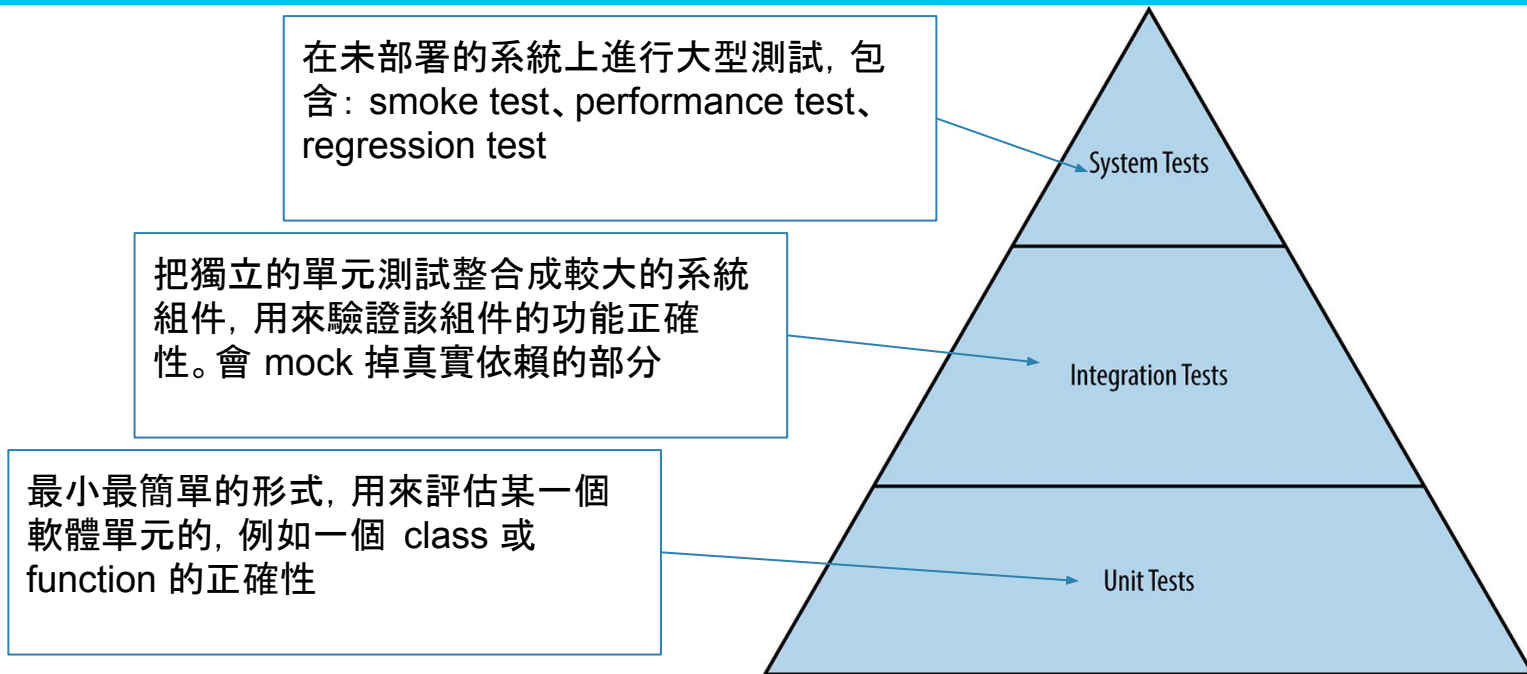 在未部署的系統上進行大型測試，包
含：smoke test、performance test、
regression test
System Tests
把獨立的單元測試整合成較大的系統
組件，用來驗證該組件的功能正確
性。會 mock 掉真實依賴的部分
Integration Tests
最小最簡單的形式，用來評估某一個
軟體單元的，例如一個 class 或
function 的正確性
Unit Tests